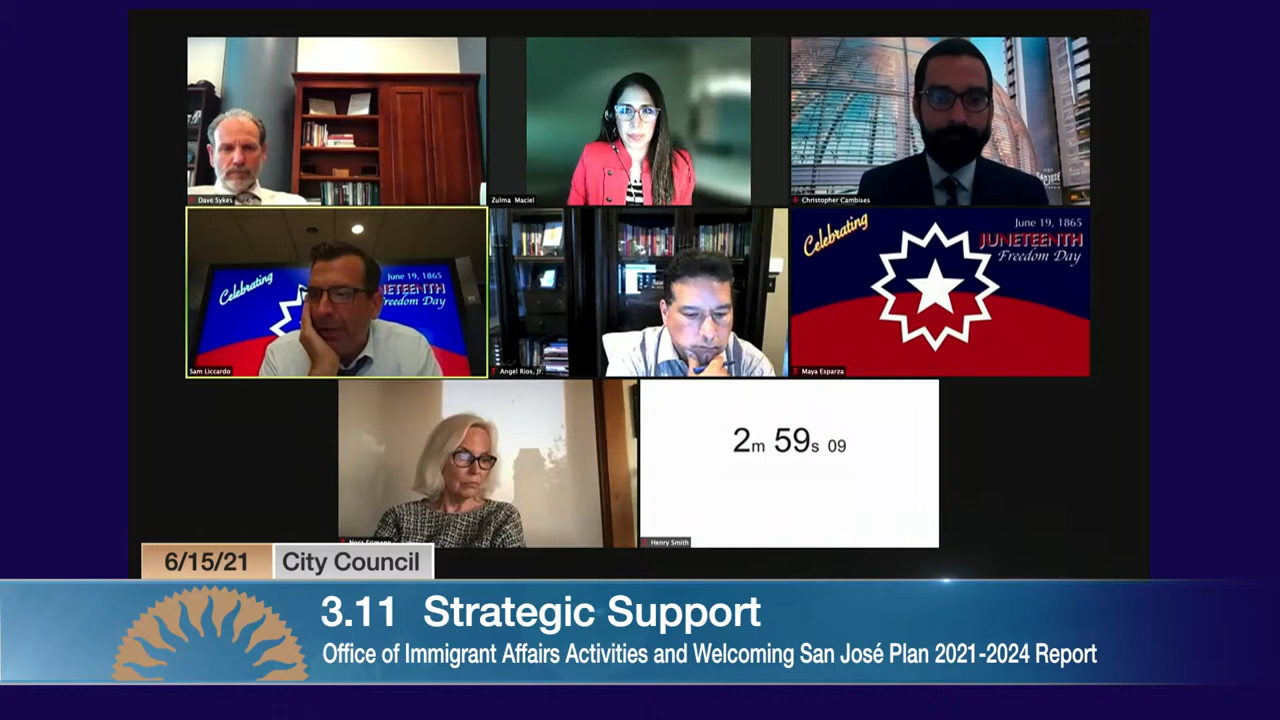 Dave Sykes
Zulma Maciel
Christopher Cambises
SAN JOSE
Celebrating
June 19, 1865
JUNETEENTH
Freedom Day
Sam Liccardo
Angel Rios, Jr.
Celebrating
June 19, 1865
JUNETEENTH
Freedom Day
Maya Esparza
2m 59s 09
Henry Smith
6/15/21 City Council
3.11 Strategic Support
Office of Immigrant Affairs Activities and Welcoming San José Plan 2021-2024 Report